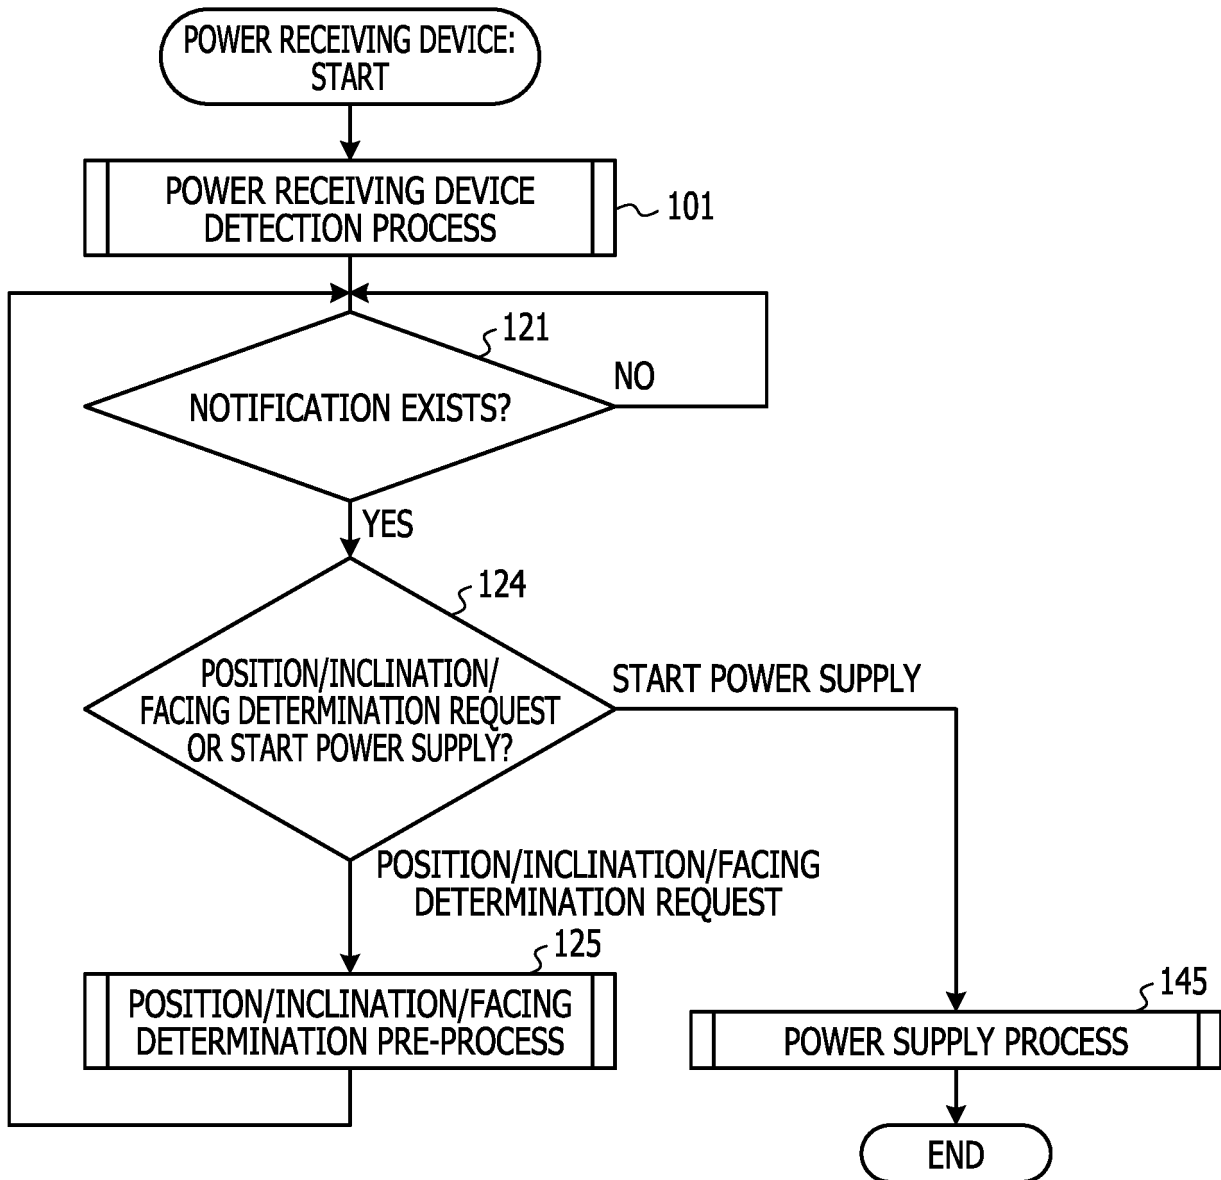 POWER RECEIVING DEVICE:
START
POWER RECEIVING DEVICE
DETECTION PROCESS
101
121
NOTIFICATION EXISTS?
NO
YES
124
POSITION/INCLINATION/
FACING DETERMINATION REQUEST
OR START POWER SUPPLY?
START POWER SUPPLY
POSITION/INCLINATION/FACING
DETERMINATION REQUEST
125
POSITION/INCLINATION/FACING
DETERMINATION PRE-PROCESS
145
POWER SUPPLY PROCESS
END